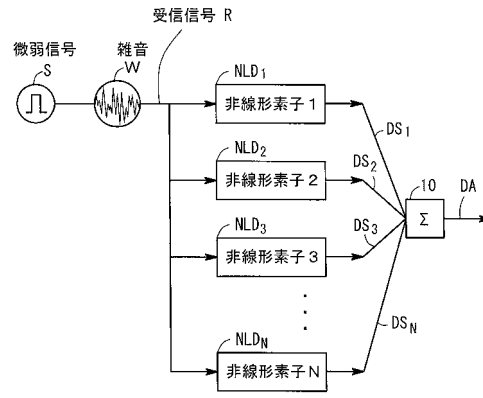 受信信号 R
微弱信号
S
雑音
W
NLD1
非線形素子1
DS1
NLD2
非線形素子2
DS2
10
Σ
DA
NLD3
非線形素子3
DS3
NLDN
非線形素子N
DSN